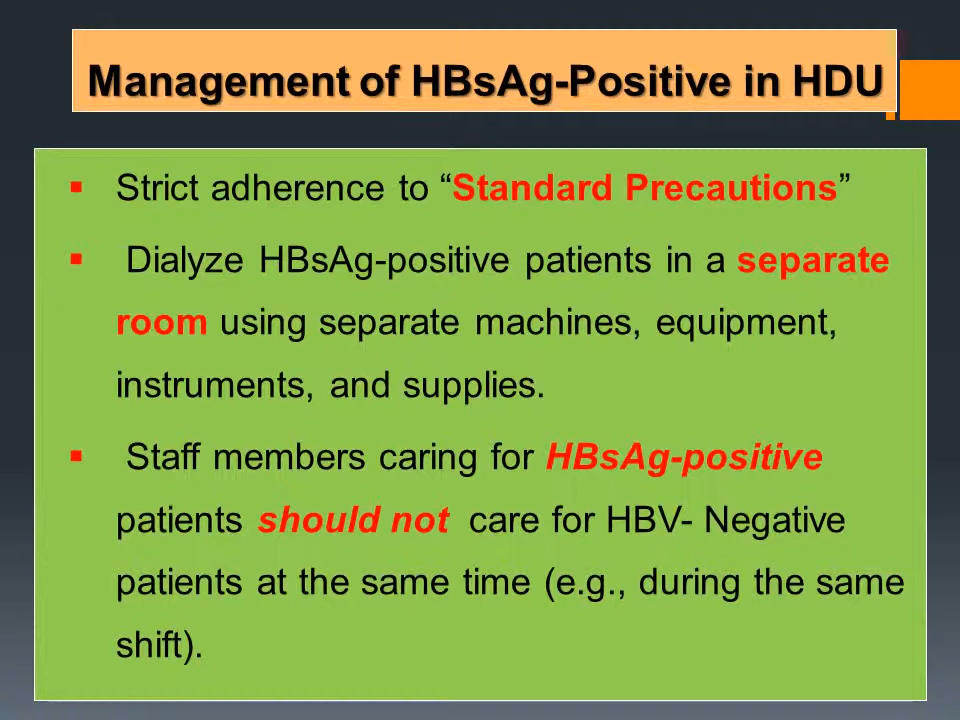 Management of HBsAg-Positive in HDU
▪ Strict adherence to “Standard Precautions”
▪ Dialyze HBsAg-positive patients in a separate
room using separate machines, equipment,
instruments, and supplies.
▪ Staff members caring for HBsAg-positive
patients should not care for HBV- Negative
patients at the same time (e.g., during the same
shift).